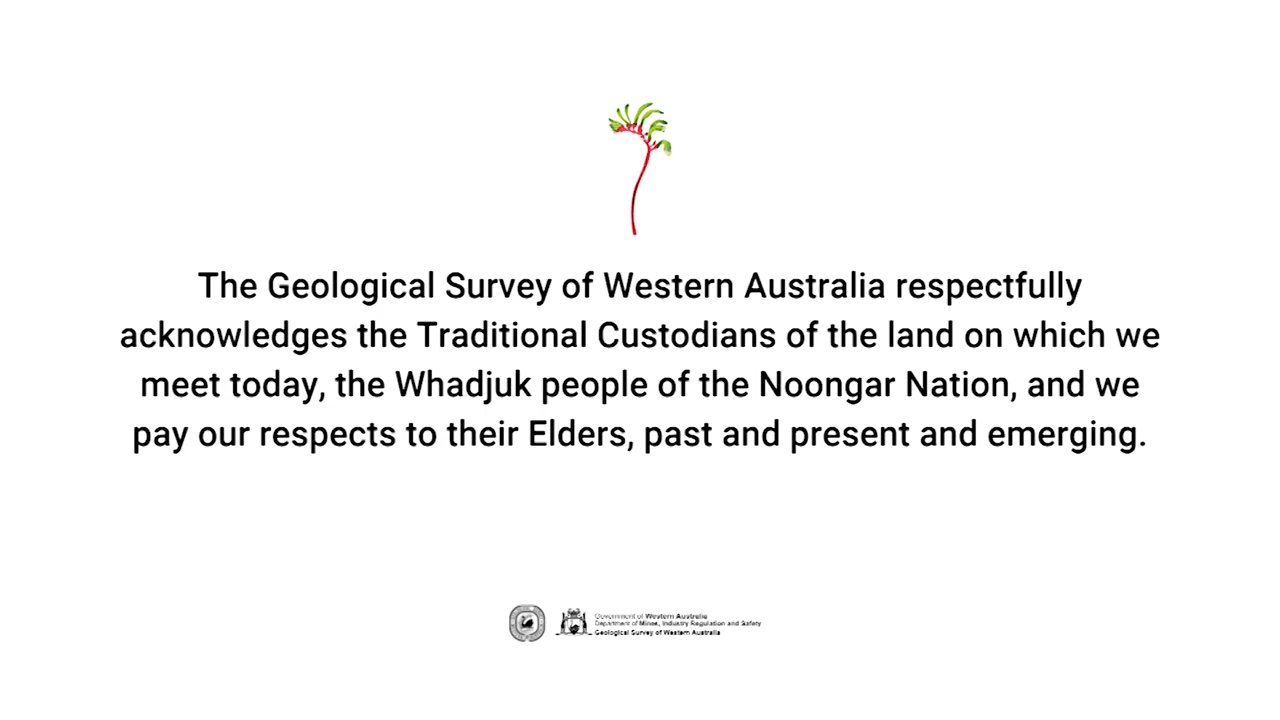 The Geological Survey of Western Australia respectfully
acknowledges the Traditional Custodians of the land on which we
meet today, the Whadjuk people of the Noongar Nation, and we
pay our respects to their Elders, past and present and emerging.
Government of Western Australia
Department of Mines, Industry Regulation and Safety
Geological Survey of Western Australia